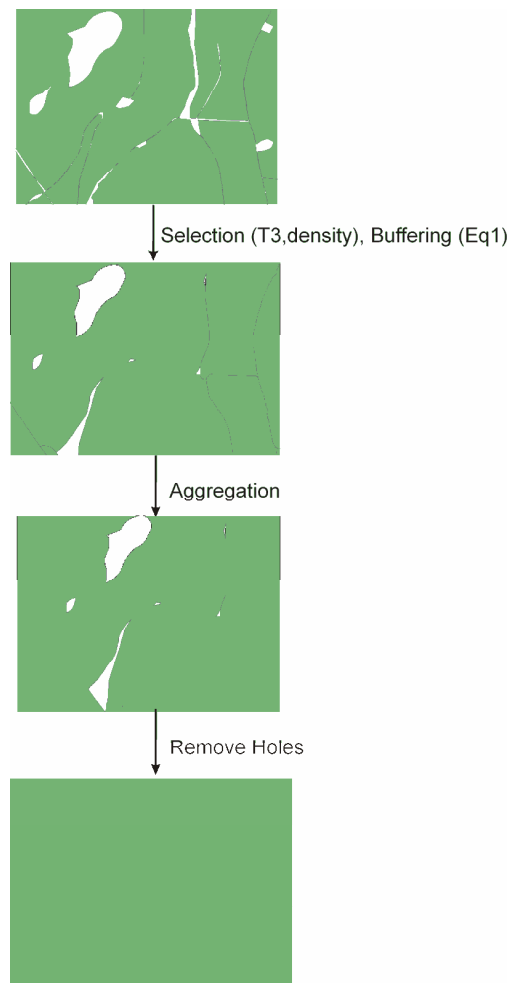 Selection (T3,density), Buffering (Eq1)
Aggregation
Remove Holes